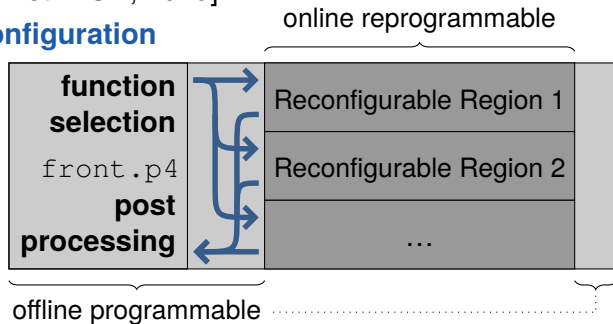 online reprogrammable
onfiguration
function
selection
front.p4
post
processing
Reconfigurable Region 1
Reconfigurable Region 2
...
offline programmable